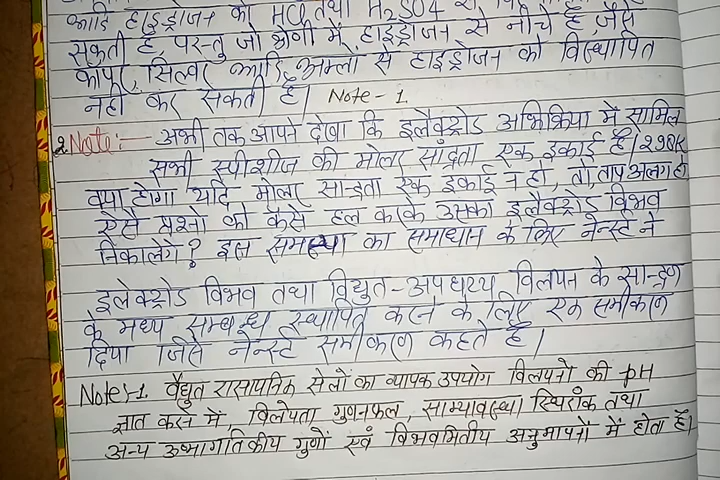 आदि हाइड्रोजन को HCl तथा H2SO4 से
सकती है, परन्तु जो श्रेणी में हाइड्रोजन से नीचे है, जैसे
कॉपर, सिल्वर आदि अम्लों से हाइड्रोजन को विस्थापित
नही कर सकती है। Note - 1
2 Note:- अभी तक आपने देखा कि इलेक्ट्रोड अभिक्रिया में सामिल
सभी स्पीशीज की मोलर सांद्रता एक इकाई है। 298K
क्या होगा यदि मोलर सान्द्रता एक इकाई न हो, तो, ताप अलग हो
ऐसे प्रश्नो को कैसे हल करके उसका इलेक्ट्रोड विभव
निकालेंगे? इस समस्या का समाधान के लिए नेर्न्स्ट ने
इलेक्ट्रोड विभव तथा विद्युत-अपघट्य विलयन के सान्द्रण
के मध्य सम्बन्ध स्थापित करने के लिए एक समीकरण
दिया जिसे नेर्न्स्ट समीकरण कहते है।
Note:-1. वैद्युत रासायनिक सेलों का व्यापक उपयोग विलयनो की pH
ज्ञात करने में, विलेयता गुणनफल, साम्यावस्था स्थिरांक तथा
अन्य ऊष्मागतिकीय गुणों एवं विभवमितीय अनुमापनों में होता है।